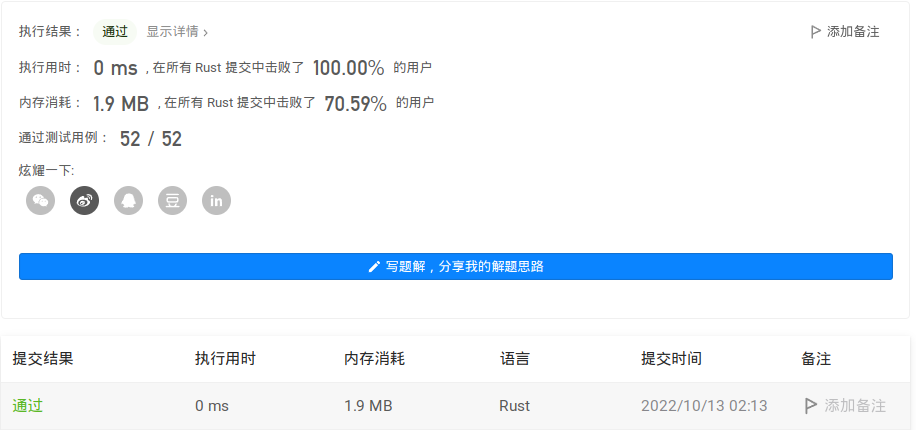 执行结果： 通过 显示详情 › 添加备注
执行用时： 0 ms , 在所有 Rust 提交中击败了 100.00% 的用户
内存消耗： 1.9 MB , 在所有 Rust 提交中击败了 70.59% 的用户
通过测试用例： 52 / 52
炫耀一下:
in
写题解，分享我的解题思路
提交结果 执行用时 内存消耗 语言 提交时间 备注
通过 0 ms 1.9 MB Rust 2022/10/13 02:13 添加备注